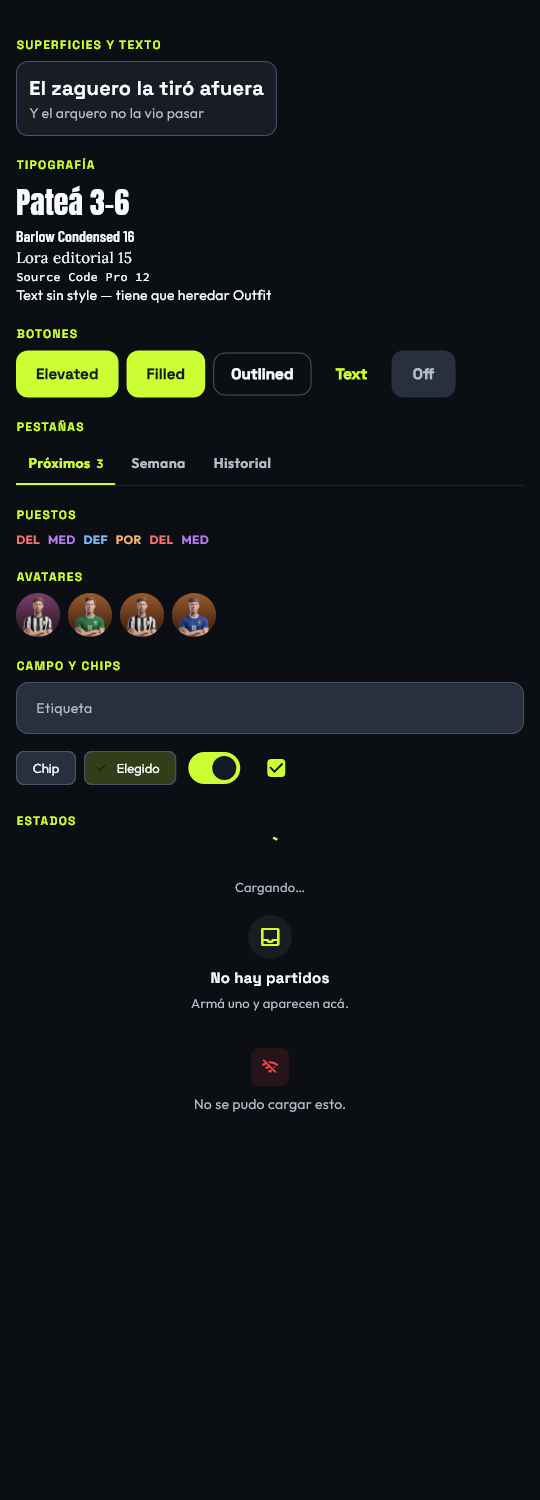 SUPERFICIES Y TEXTO
El zaguero la tiró afuera
Y el arquero no la vio pasar
TIPOGRAFÍA
Pateá 3-6
Barlow Condensed 16
Lora editorial 15
Source Code Pro 12
Text sin style — tiene que heredar Outfit
BOTONES
Elevated Filled Outlined Text Off
PESTAÑAS
Próximos 3 Semana Historial
PUESTOS
DEL MED DEF POR DEL MED
AVATARES
CAMPO Y CHIPS
Etiqueta
Chip Elegido
ESTADOS
Cargando…
No hay partidos
Armá uno y aparecen acá.
No se pudo cargar esto.